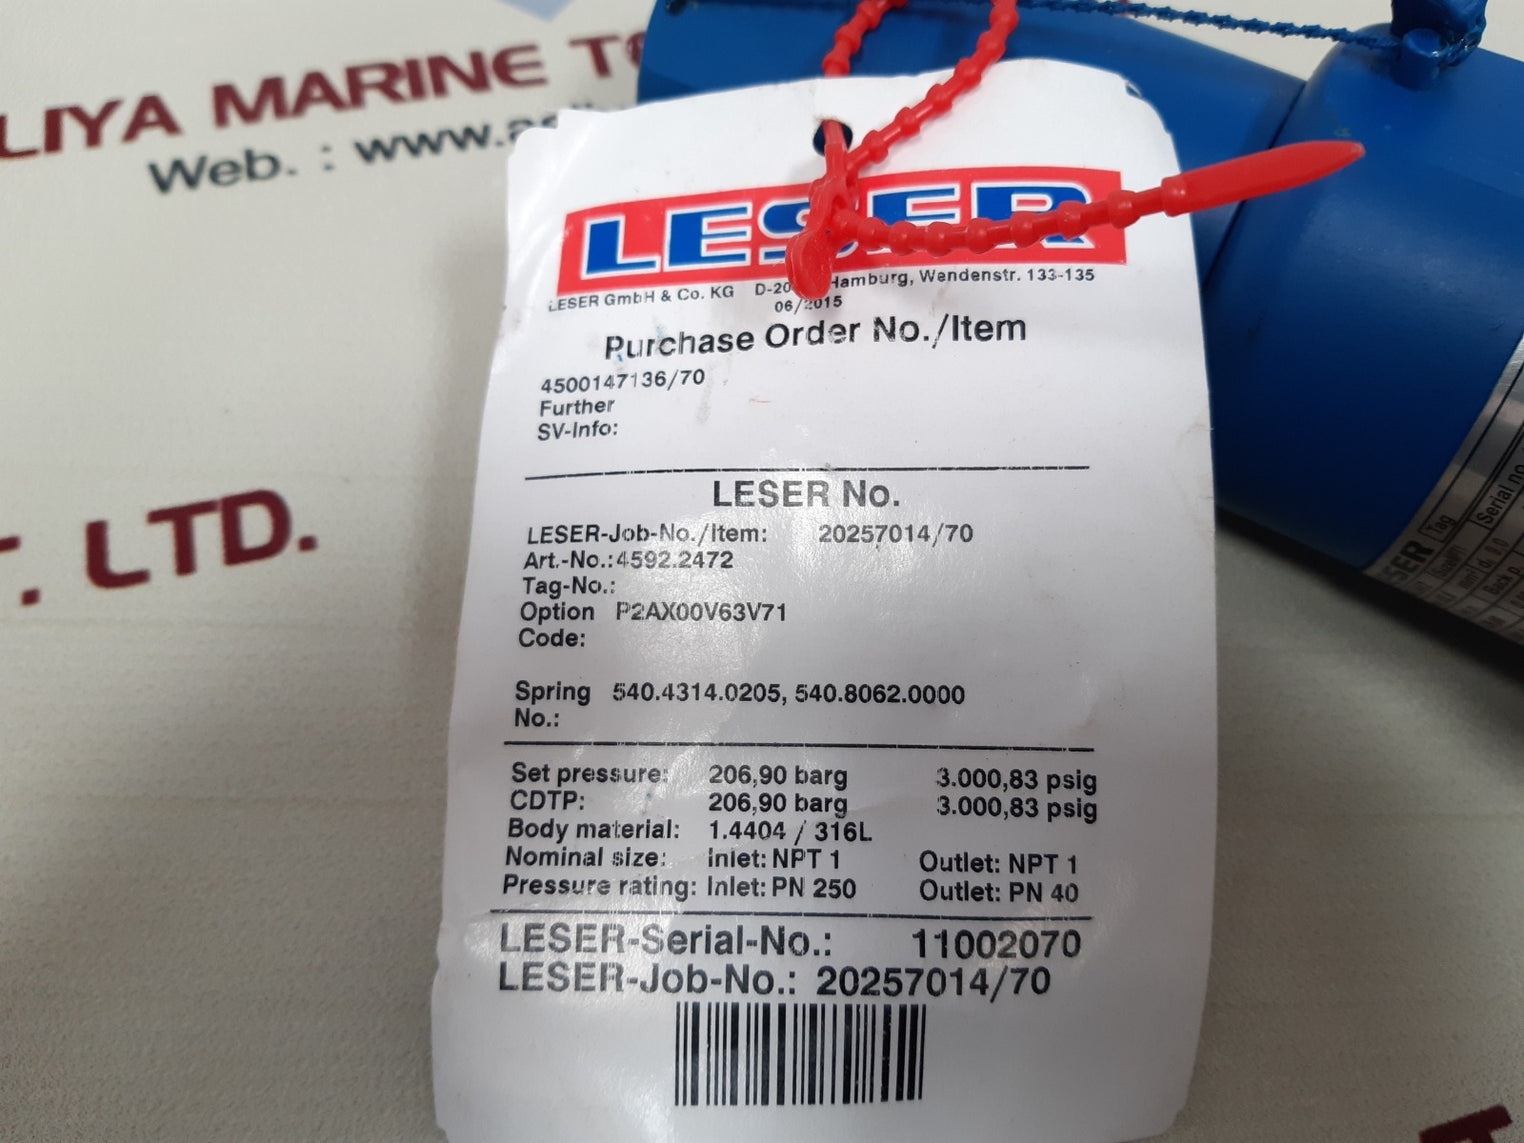 LIYA MARINE
Web. : www.
LTD.
LESER
LESER GmbH & Co. KG D-20 Hamburg, Wendenstr. 133-135
06/2015
Purchase Order No./Item
4500147136/70
Further
SV-Info:
LESER No.
LESER-Job-No./Item: 20257014/70
Art.-No.:4592.2472
Tag-No.:
Option P2AX00V63V71
Code:
Spring 540.4314.0205, 540.8062.0000
No.:
Set pressure: 206,90 barg 3.000,83 psig
CDTP: 206,90 barg 3.000,83 psig
Body material: 1.4404 / 316L
Nominal size: Inlet: NPT 1 Outlet: NPT 1
Pressure rating: Inlet: PN 250 Outlet: PN 40
LESER-Serial-No.: 11002070
LESER-Job-No.: 20257014/70
Tag
Serial no